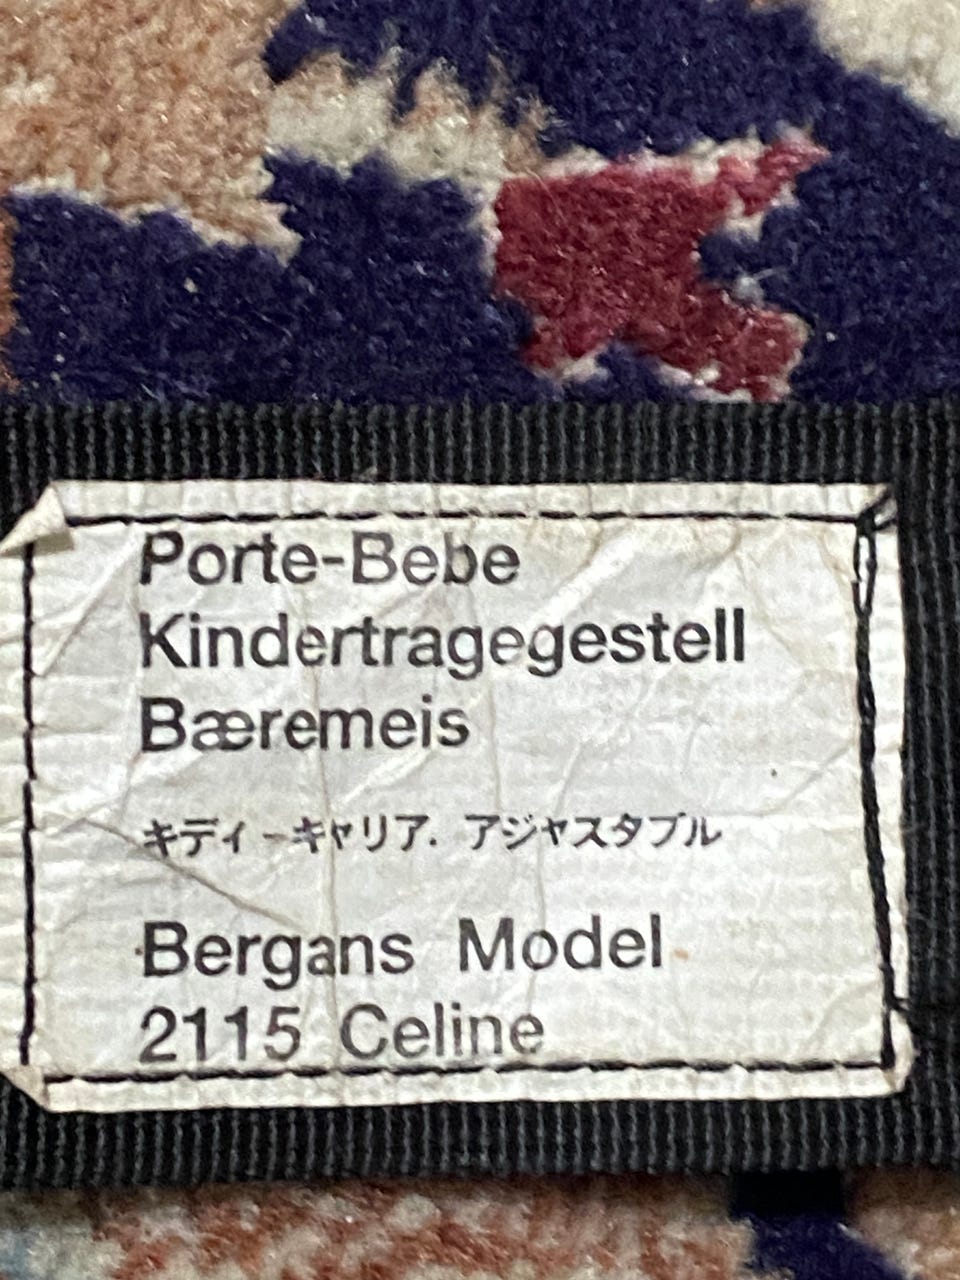 Porte-Bebe
Kindertragegestell
Bæremeis
キディーキャリア. アジャスタブル
Bergans Model
2115 Celine